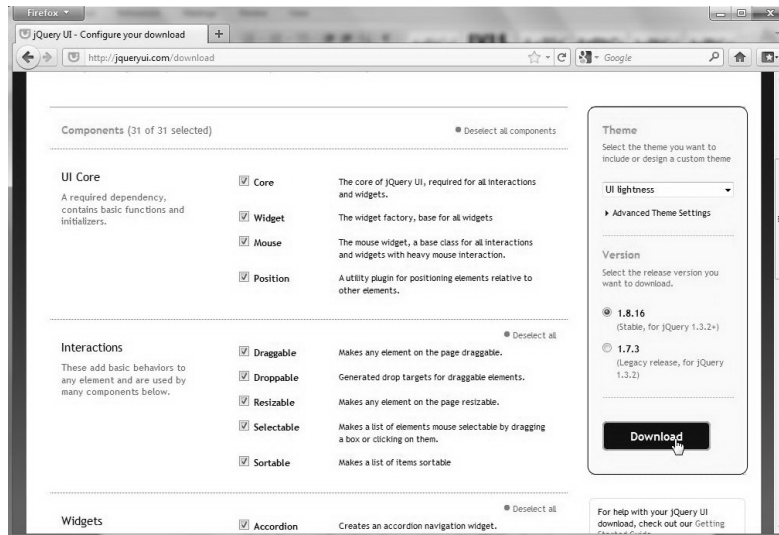 Firefox
jQuery UI - Configure your download
+
http://jqueryui.com/download
Google
Components (31 of 31 selected)
Deselect all components
UI Core
A required dependency,
contains basic functions and
initializers.
Core
The core of jQuery UI, required for all interactions
and widgets.
Widget
The widget factory, base for all widgets
Mouse
The mouse widget, a base class for all interactions
and widgets with heavy mouse interaction.
Position
A utility plugin for positioning elements relative to
other elements.
Deselect all
Interactions
These add basic behaviors to
any element and are used by
many components below.
Draggable
Makes any element on the page draggable.
Droppable
Generated drop targets for draggable elements.
Resizable
Makes any element on the page resizable.
Selectable
Makes a list of elements mouse selectable by dragging
a box or clicking on them.
Sortable
Makes a list of items sortable
Deselect all
Widgets
Accordion
Creates an accordion navigation widget.
Theme
Select the theme you want to
include or design a custom theme
UI lightness
Advanced Theme Settings
Version
Select the release version you
want to download.
1.8.16
(Stable, for jQuery 1.3.2+)
1.7.3
(Legacy release, for jQuery
1.3.2)
Download
For help with your jQuery UI
download, check out our Getting
Started Guide